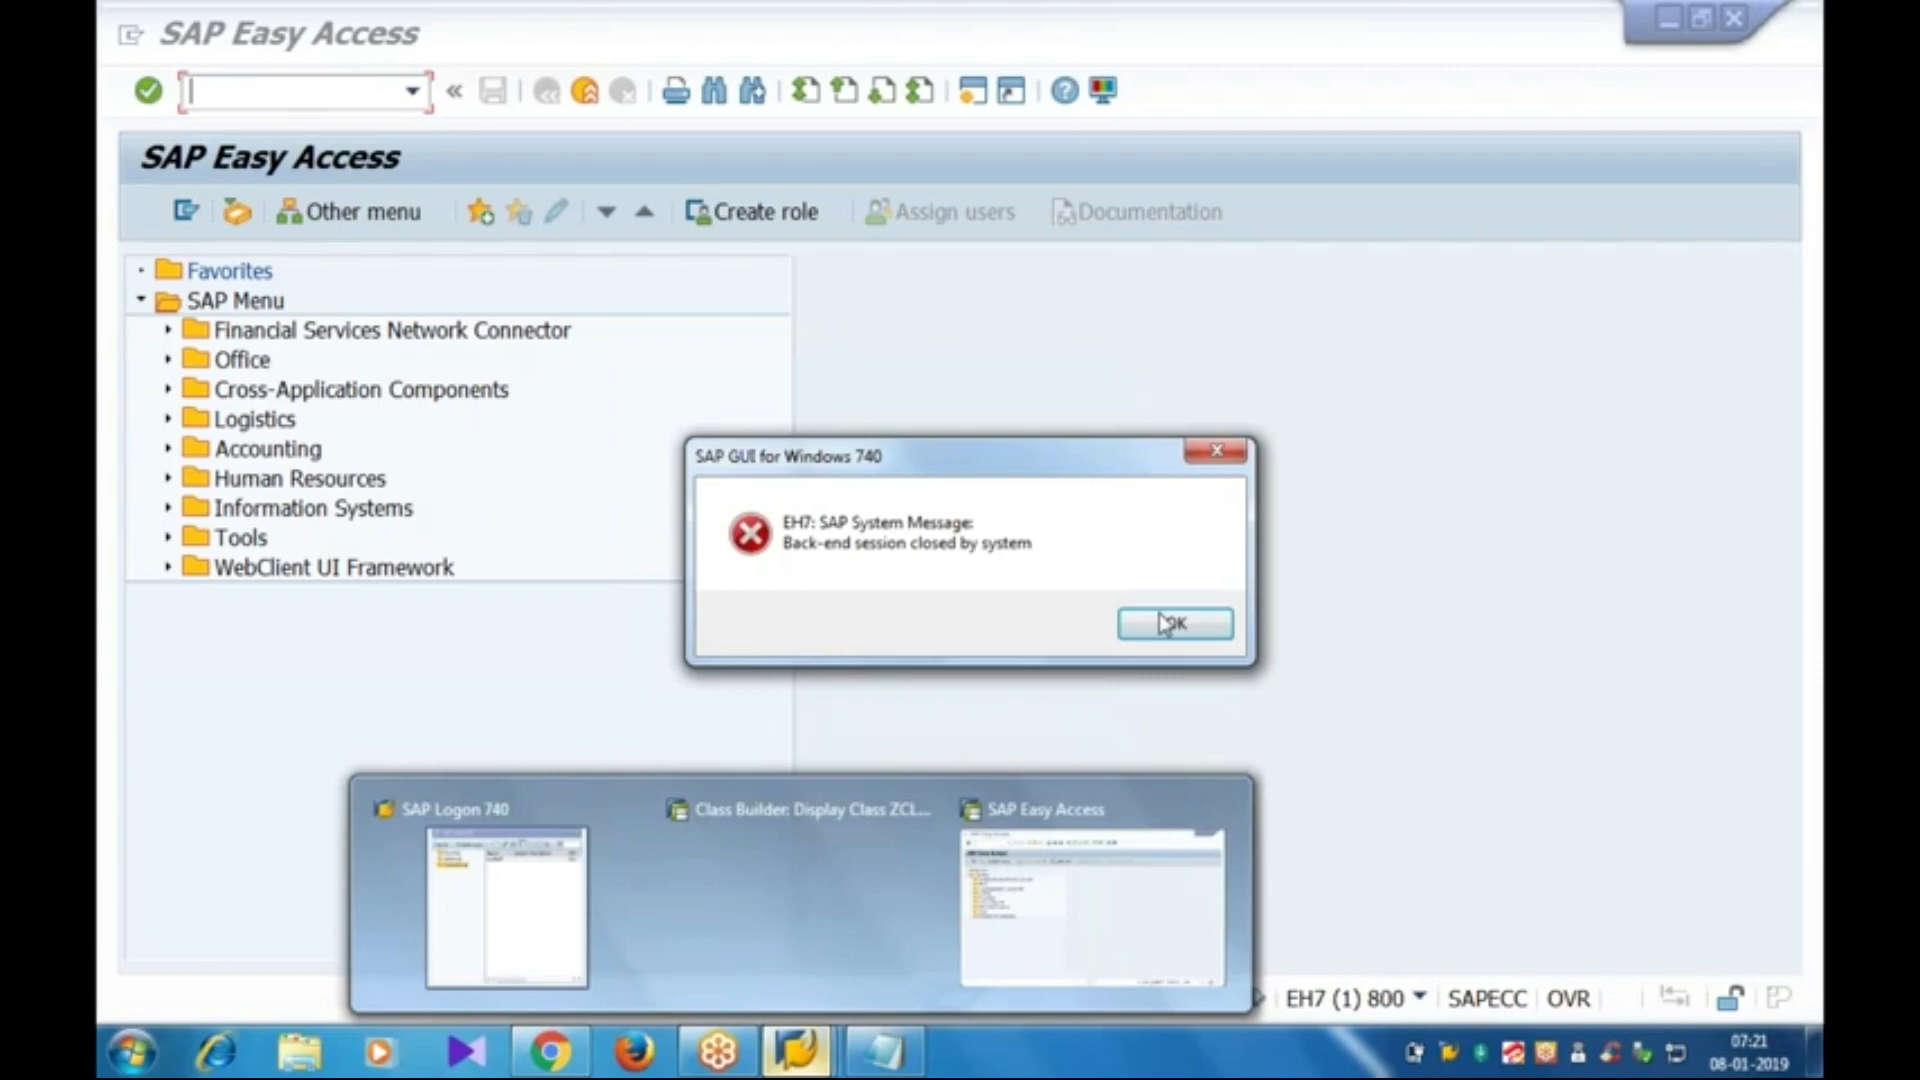 SAP Easy Access
SAP Easy Access
Other menu
Create role
Assign users
Documentation
Favorites
SAP Menu
Financial Services Network Connector
Office
Cross-Application Components
Logistics
Accounting
Human Resources
Information Systems
Tools
WebClient UI Framework
SAP GUI for Windows 740
EH7: SAP System Message:
Back-end session closed by system
OK
SAP Logon 740
Class Builder: Display Class ZCL...
SAP Easy Access
EH7 (1) 800
SAPECC
OVR
07:21
08-01-2019